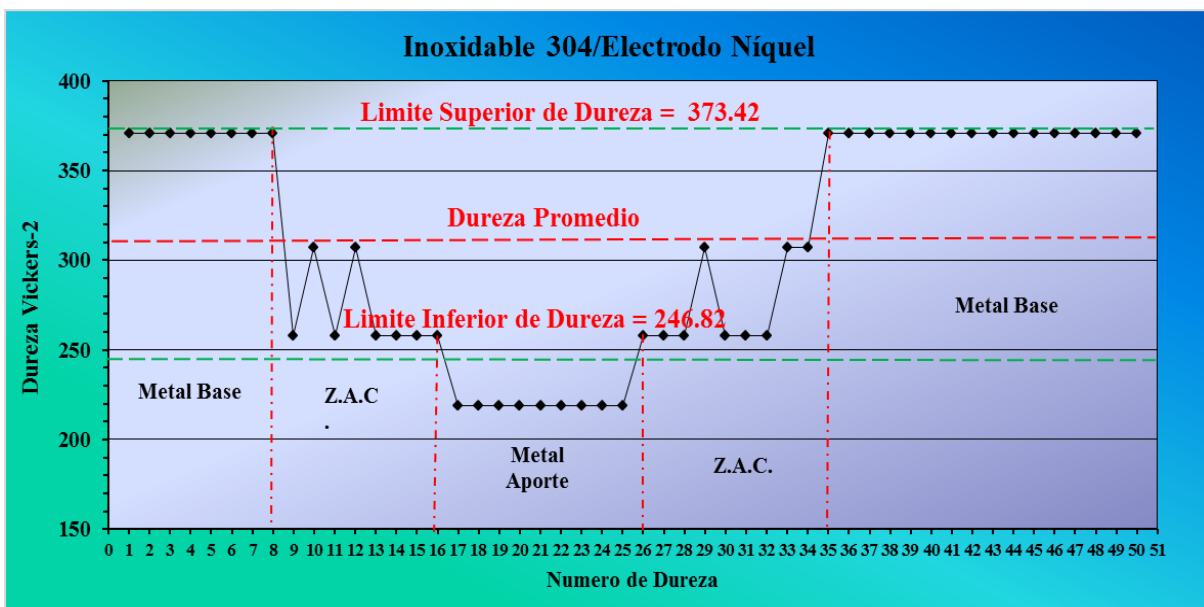 Inoxidable 304/Electrodo Níquel
400
350
300
250
200
150
Dureza Vickers-2
Limite Superior de Dureza = 373.42
Dureza Promedio
Limite Inferior de Dureza = 246.82
Metal Base
Metal Base
Z.A.C
.
Metal
Aporte
Z.A.C.
0 1 2 3 4 5 6 7 8 9 10 11 12 13 14 15 16 17 18 19 20 21 22 23 24 25 26 27 28 29 30 31 32 33 34 35 36 37 38 39 40 41 42 43 44 45 46 47 48 49 50 51
Numero de Dureza